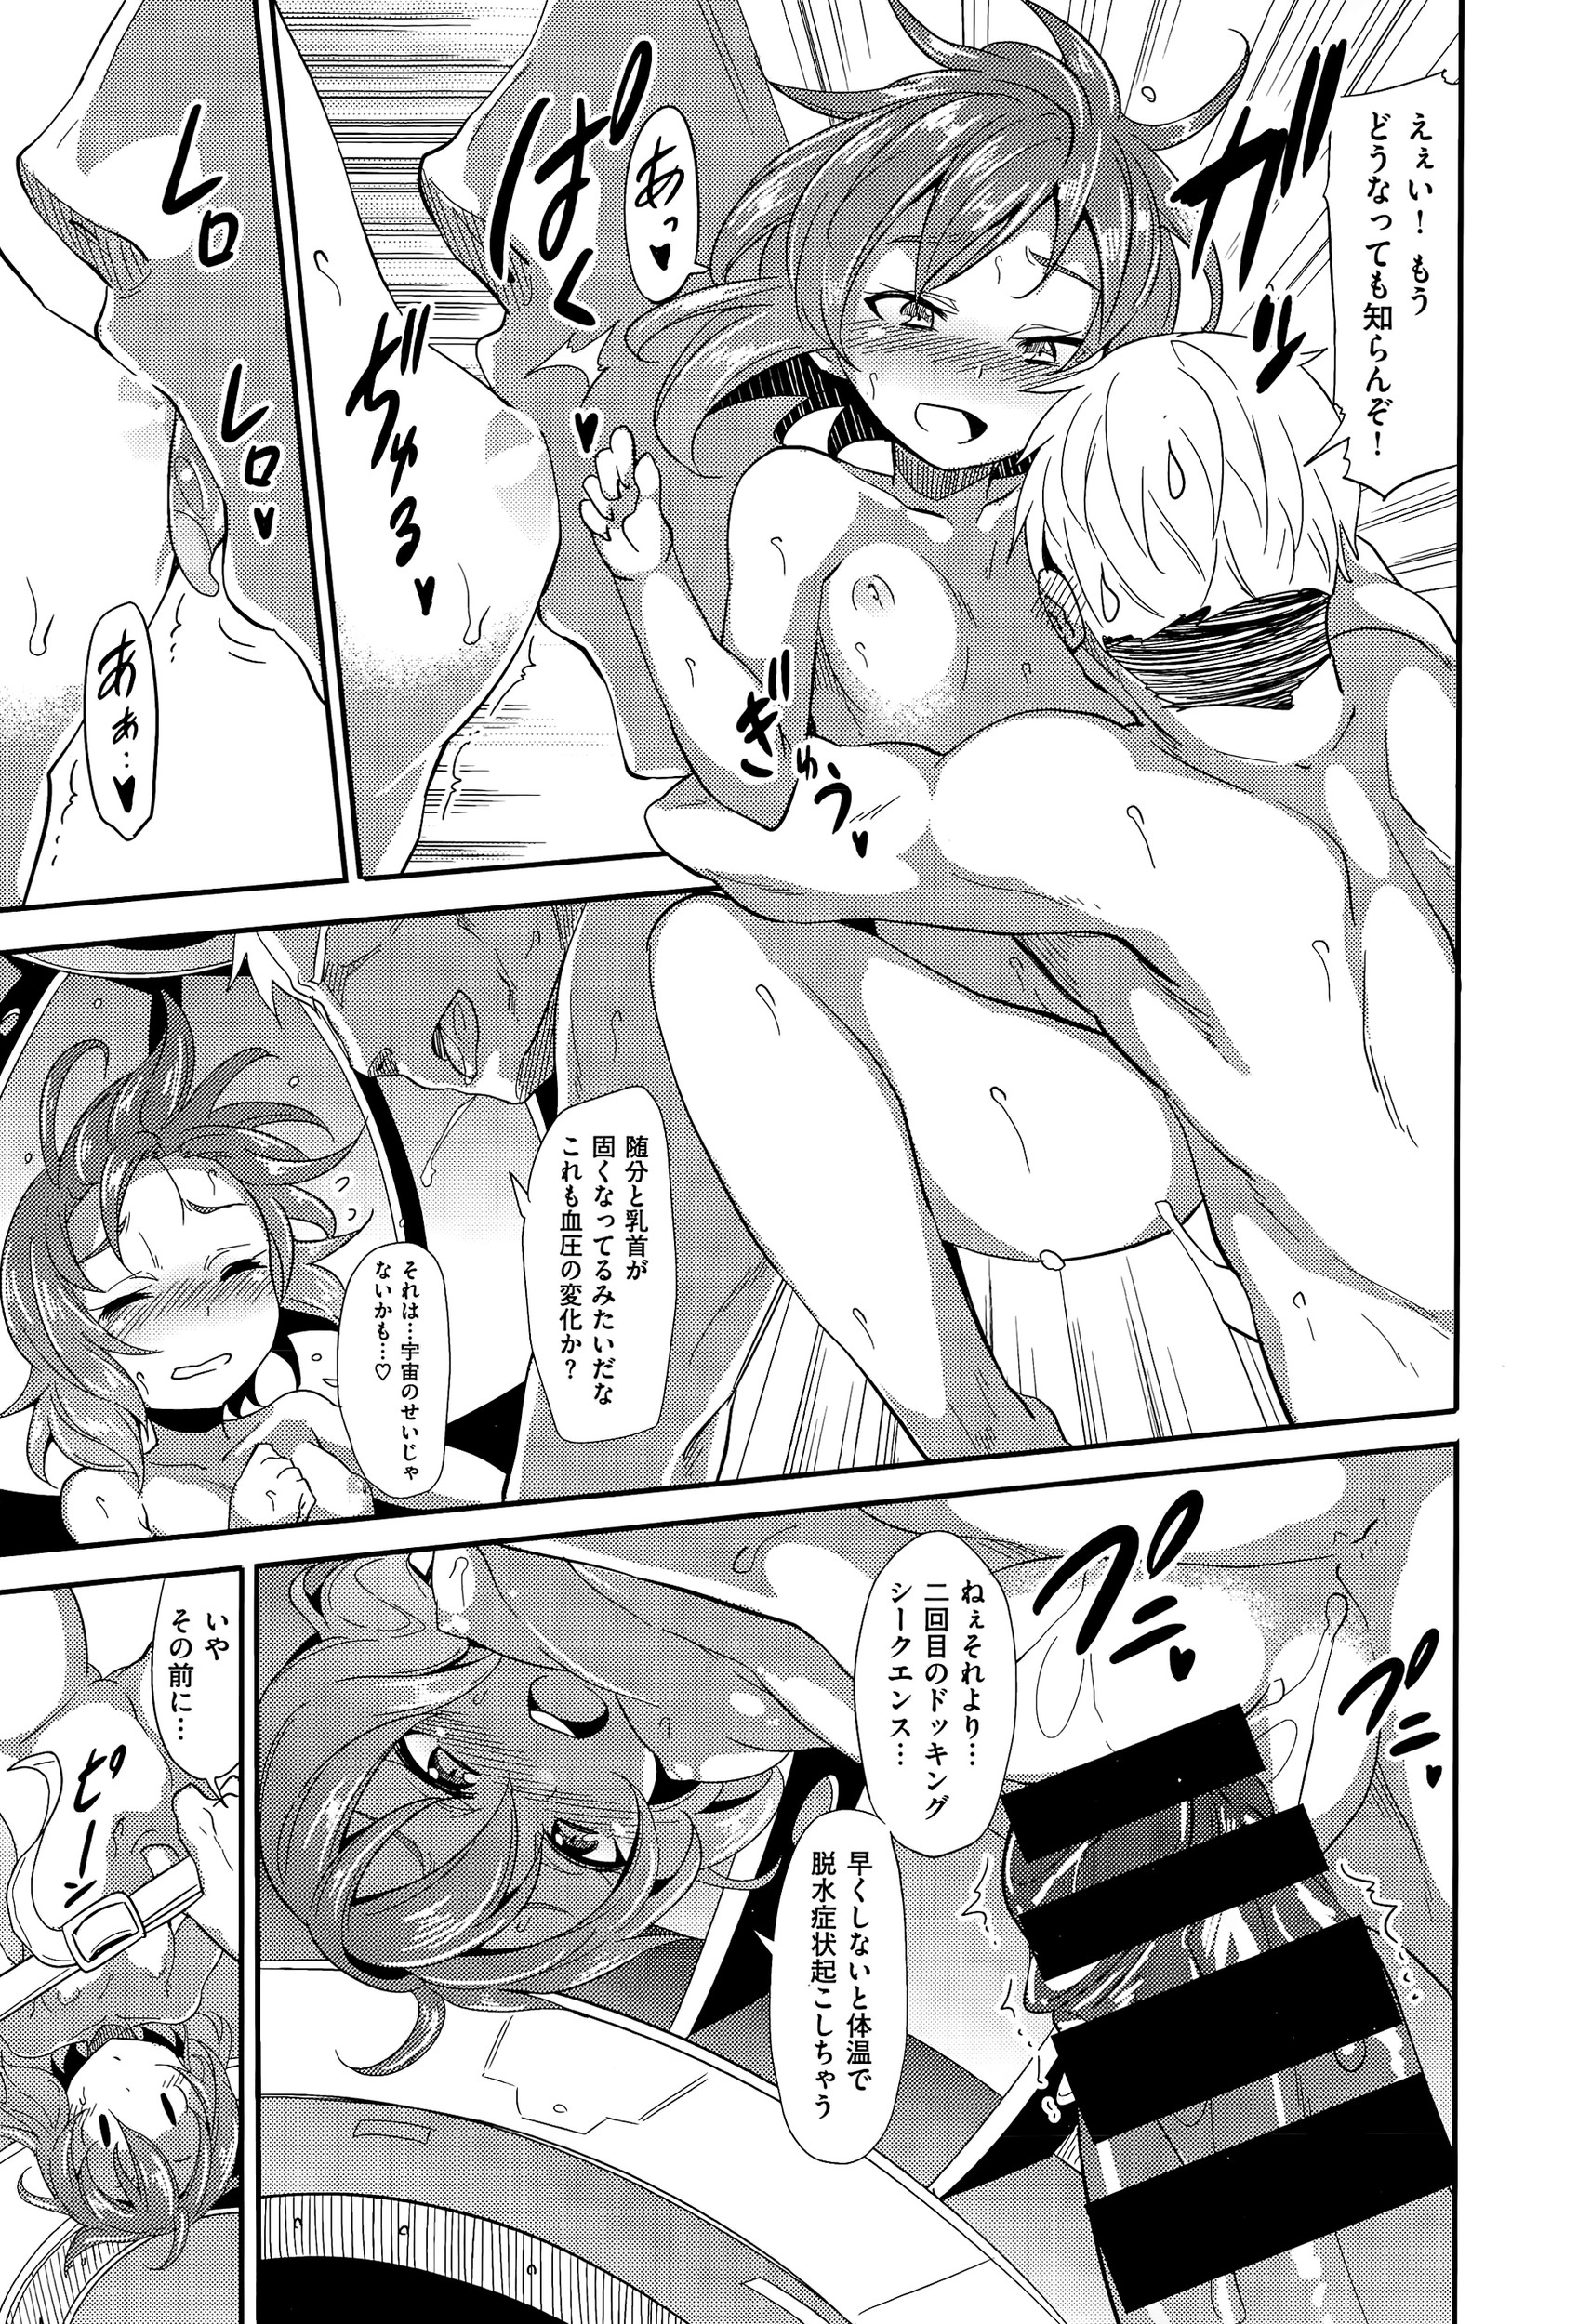 えぇい！もう
どうなっても知らんぞ！
ガバッ
あっ♥
ぱく
ぢゅる♥
ぎゅう♥
レロ
レロ♥
あぁ…♥
随分と乳首が
固くなってるみたいだな
これも血圧の変化か？
それは…宇宙のせいじゃ
ないかも…♡
プニ♥
プニ♥
ねぇそれより…
二回目のドッキング
シークエンス…
早くしないと体温で
脱水症状起こしちゃう
いや
その前に…
ピーン